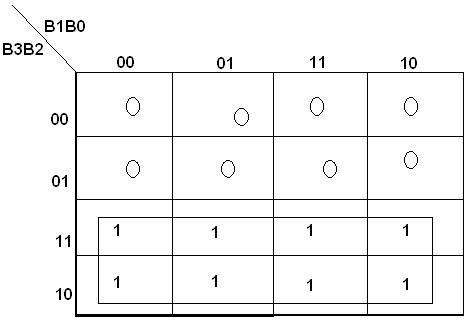 B1B0
B3B2
00 01 11 10
00 0 0 0 0
01 0 0 0 0
11 1 1 1 1
10 1 1 1 1